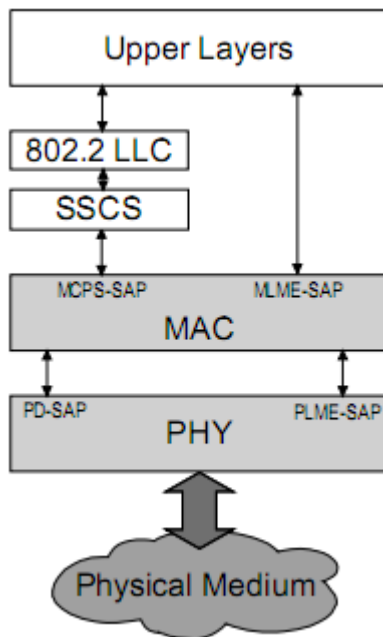 Upper Layers
802.2 LLC
SSCS
MCPS-SAP MLME-SAP
MAC
PD-SAP PLME-SAP
PHY
Physical Medium